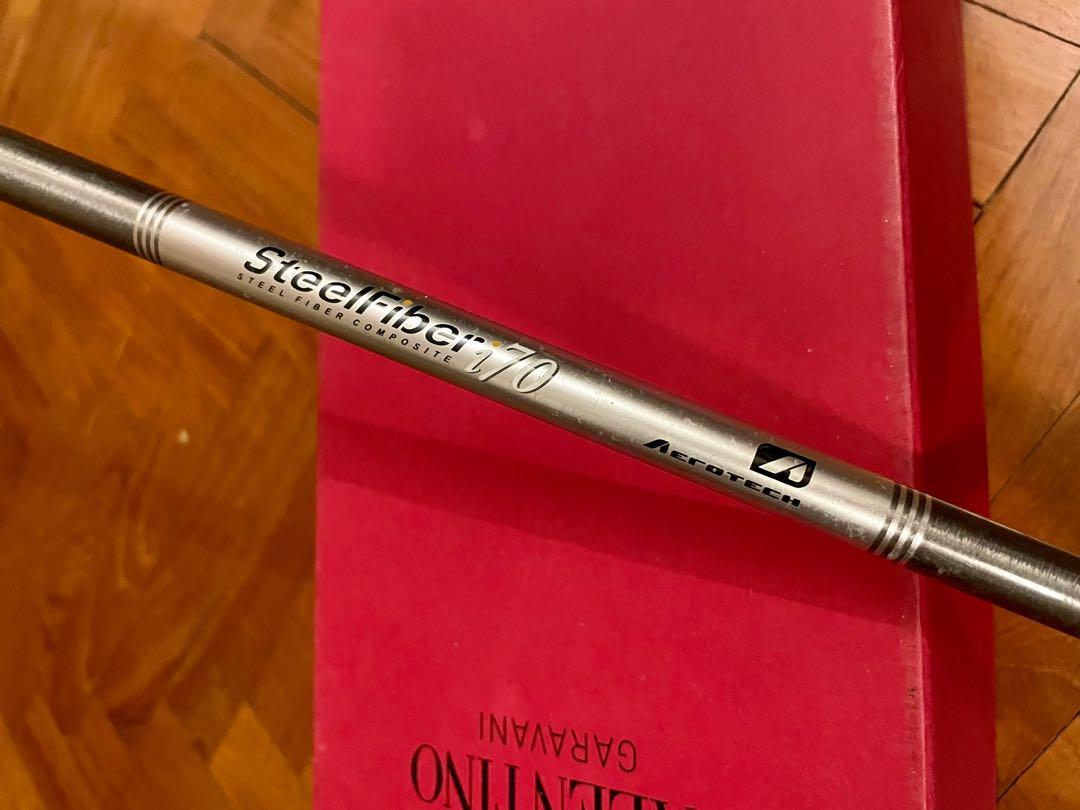 SteelFiber i70
STEEL FIBER COMPOSITE
AEROTECH
GARAVANI